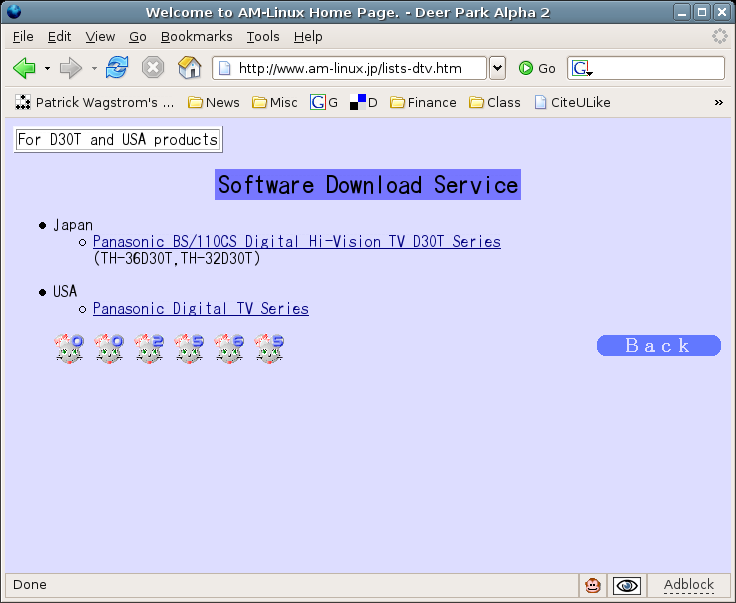 Welcome to AM-Linux Home Page. - Deer Park Alpha 2
File Edit View Go Bookmarks Tools Help
http://www.am-linux.jp/lists-dtv.htm Go G
Patrick Wagstrom's ... News Misc G G D Finance Class CiteULike »
For D30T and USA products
Software Download Service
Japan
Panasonic BS/110CS Digital Hi-Vision TV D30T Series
(TH-36D30T,TH-32D30T)
USA
Panasonic Digital TV Series
0 0 2 5 6 5
Back
Done Adblock